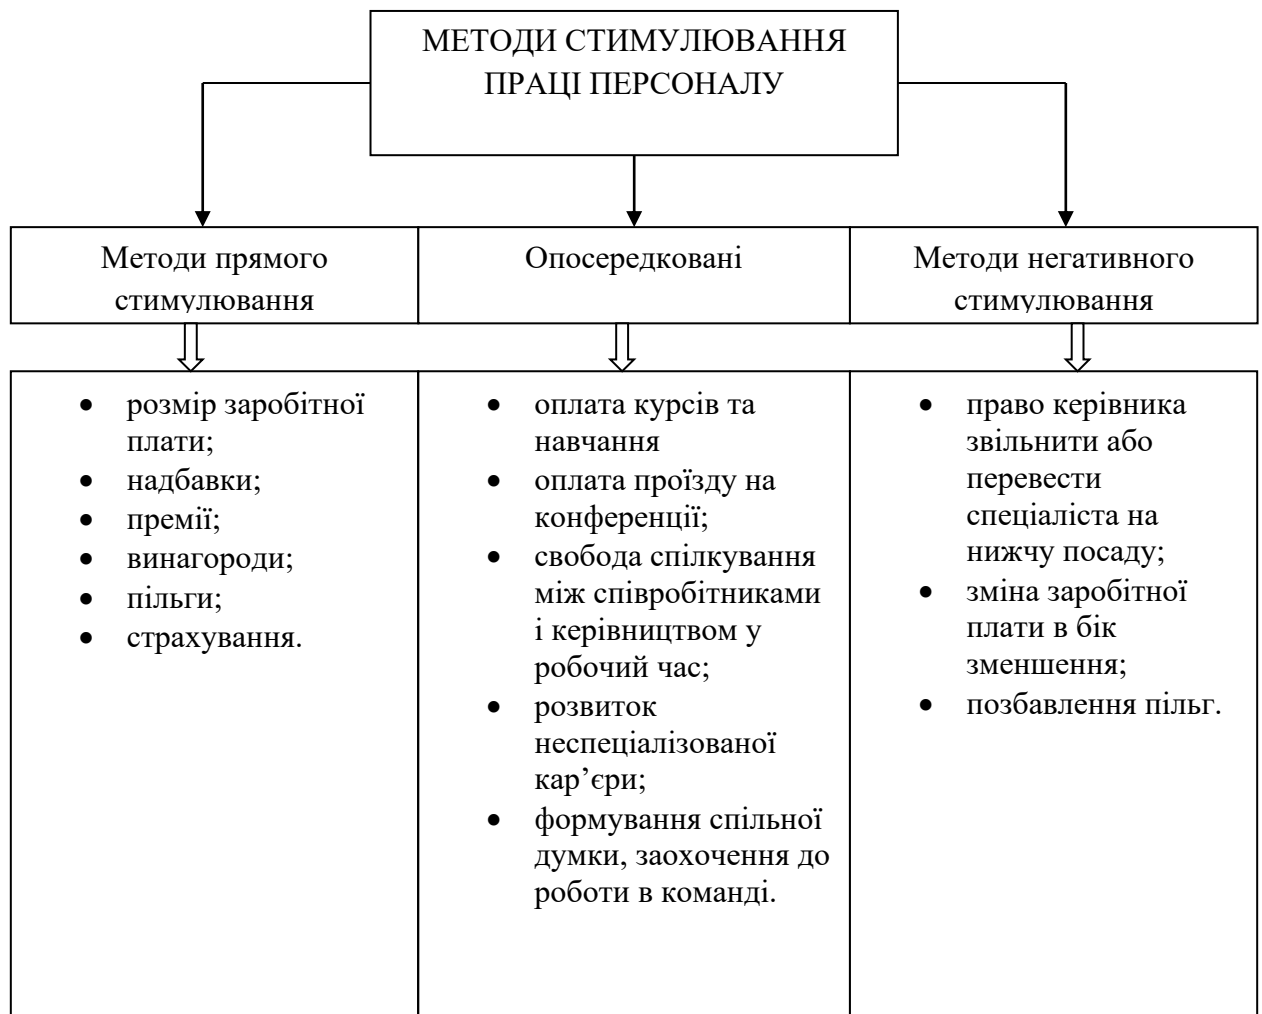 МЕТОДИ СТИМУЛЮВАННЯ
ПРАЦІ ПЕРСОНАЛУ
Методи прямого
стимулювання
Опосередковані
Методи негативного
стимулювання
• розмір заробітної
плати;
• надбавки;
• премії;
• винагороди;
• пільги;
• страхування.
• оплата курсів та
навчання
• оплата проїзду на
конференції;
• свобода спілкування
між співробітниками
і керівництвом у
робочий час;
• розвиток
неспеціалізованої
кар’єри;
• формування спільної
думки, заохочення до
роботи в команді.
• право керівника
звільнити або
перевести
спеціаліста на
нижчу посаду;
• зміна заробітної
плати в бік
зменшення;
• позбавлення пільг.